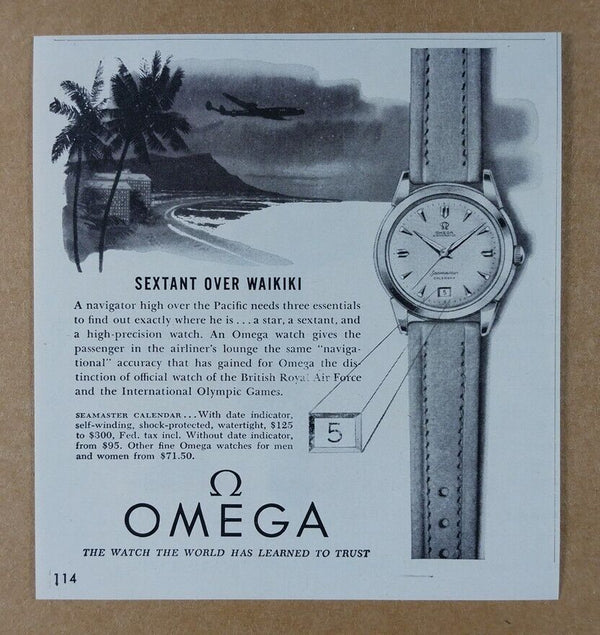 SEXTANT OVER WAIKIKI
A navigator high over the Pacific needs three essentials
to find out exactly where he is ... a star, a sextant, and
a high-precision watch. An Omega watch gives the
passenger in the airliner's lounge the same "naviga-
tional" accuracy that has gained for Omega the dis-
tinction of official watch of the British Royal Air Force
and the International Olympic Games.
SEAMASTER CALENDAR ... With date indicator,
self-winding, shock-protected, watertight, $125
to $300, Fed. tax incl. Without date indicator,
from $95. Other fine Omega watches for men
and women from $71.50.
Ω
OMEGA
THE WATCH THE WORLD HAS LEARNED TO TRUST
114
Ω
OMEGA
Seamaster
CALENDAR
5
5